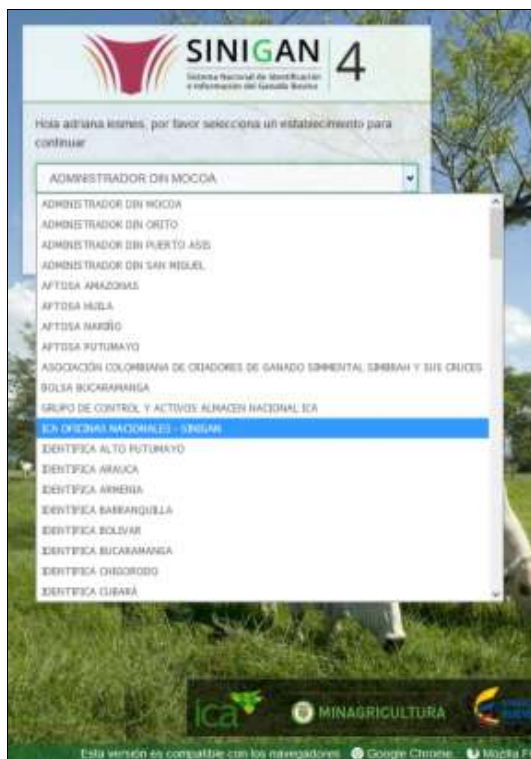 SINIGAN 4
Sistema Nacional de Identificación
e Información del Ganado Bovino
Hola adriana lesmes, por favor selecciona un establecimiento para
continuar
ADMINISTRADOR DIN MOCOA
ADMINISTRADOR DIN MOCOA
ADMINISTRADOR DIN ORITO
ADMINISTRADOR DIN PUERTO ASIS
ADMINISTRADOR DIN SAN MIGUEL
AFTOSA AMAZONAS
AFTOSA HUILA
AFTOSA NARIÑO
AFTOSA PUTUMAYO
ASOCIACIÓN COLOMBIANA DE CRIADORES DE GANADO SIMMENTAL SIMBRAH Y SUS CRUCES
BOLSA BUCARAMANGA
GRUPO DE CONTROL Y ACTIVOS ALMACEN NACIONAL ICA
ICA OFICINAS NACIONALES - SINIGAN
IDENTIFICA ALTO PUTUMAYO
IDENTIFICA ARAUCA
IDENTIFICA ARMENIA
IDENTIFICA BARRANQUILLA
IDENTIFICA BOLIVAR
IDENTIFICA BUCARAMANGA
IDENTIFICA CHIGORODO
IDENTIFICA CUBARÁ
ica MINAGRICULTURA
Esta versión es compatible con los navegadores Google Chrome Mozilla F